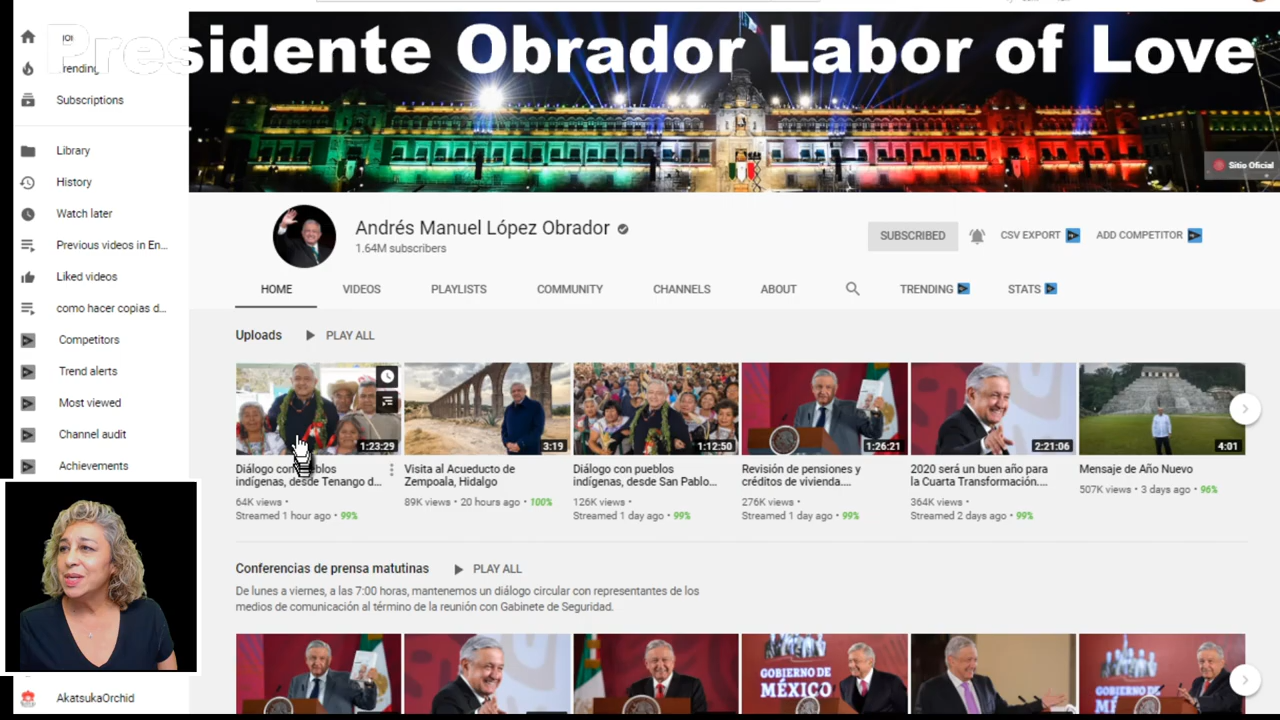 Presidente Obrador Labor of Love
Trending
Subscriptions
Library
History
Watch later
Previous videos in En...
Liked videos
como hacer copias d...
Competitors
Trend alerts
Most viewed
Channel audit
Achievements
AkatsukaOrchid
Sitio Oficial
Andrés Manuel López Obrador
1.64M subscribers
SUBSCRIBED
CSV EXPORT
ADD COMPETITOR
HOME VIDEOS PLAYLISTS COMMUNITY CHANNELS ABOUT TRENDING STATS
Uploads PLAY ALL
1:23:29
Diálogo con pueblos
indígenas, desde Tenango d...
64K views •
Streamed 1 hour ago • 99%
3:19
Visita al Acueducto de
Zempoala, Hidalgo
89K views • 20 hours ago • 100%
1:12:50
Diálogo con pueblos
indígenas, desde San Pablo...
126K views •
Streamed 1 day ago • 99%
1:26:21
Revisión de pensiones y
créditos de vivienda....
276K views •
Streamed 1 day ago • 99%
2:21:06
2020 será un buen año para
la Cuarta Transformación....
364K views •
Streamed 2 days ago • 99%
4:01
Mensaje de Año Nuevo
507K views • 3 days ago • 96%
Conferencias de prensa matutinas PLAY ALL
De lunes a viernes, a las 7:00 horas, mantenemos un diálogo circular con representantes de los
medios de comunicación al término de la reunión con Gabinete de Seguridad.
GOBIERNO DE
MÉXICO
GOBIERNO DE